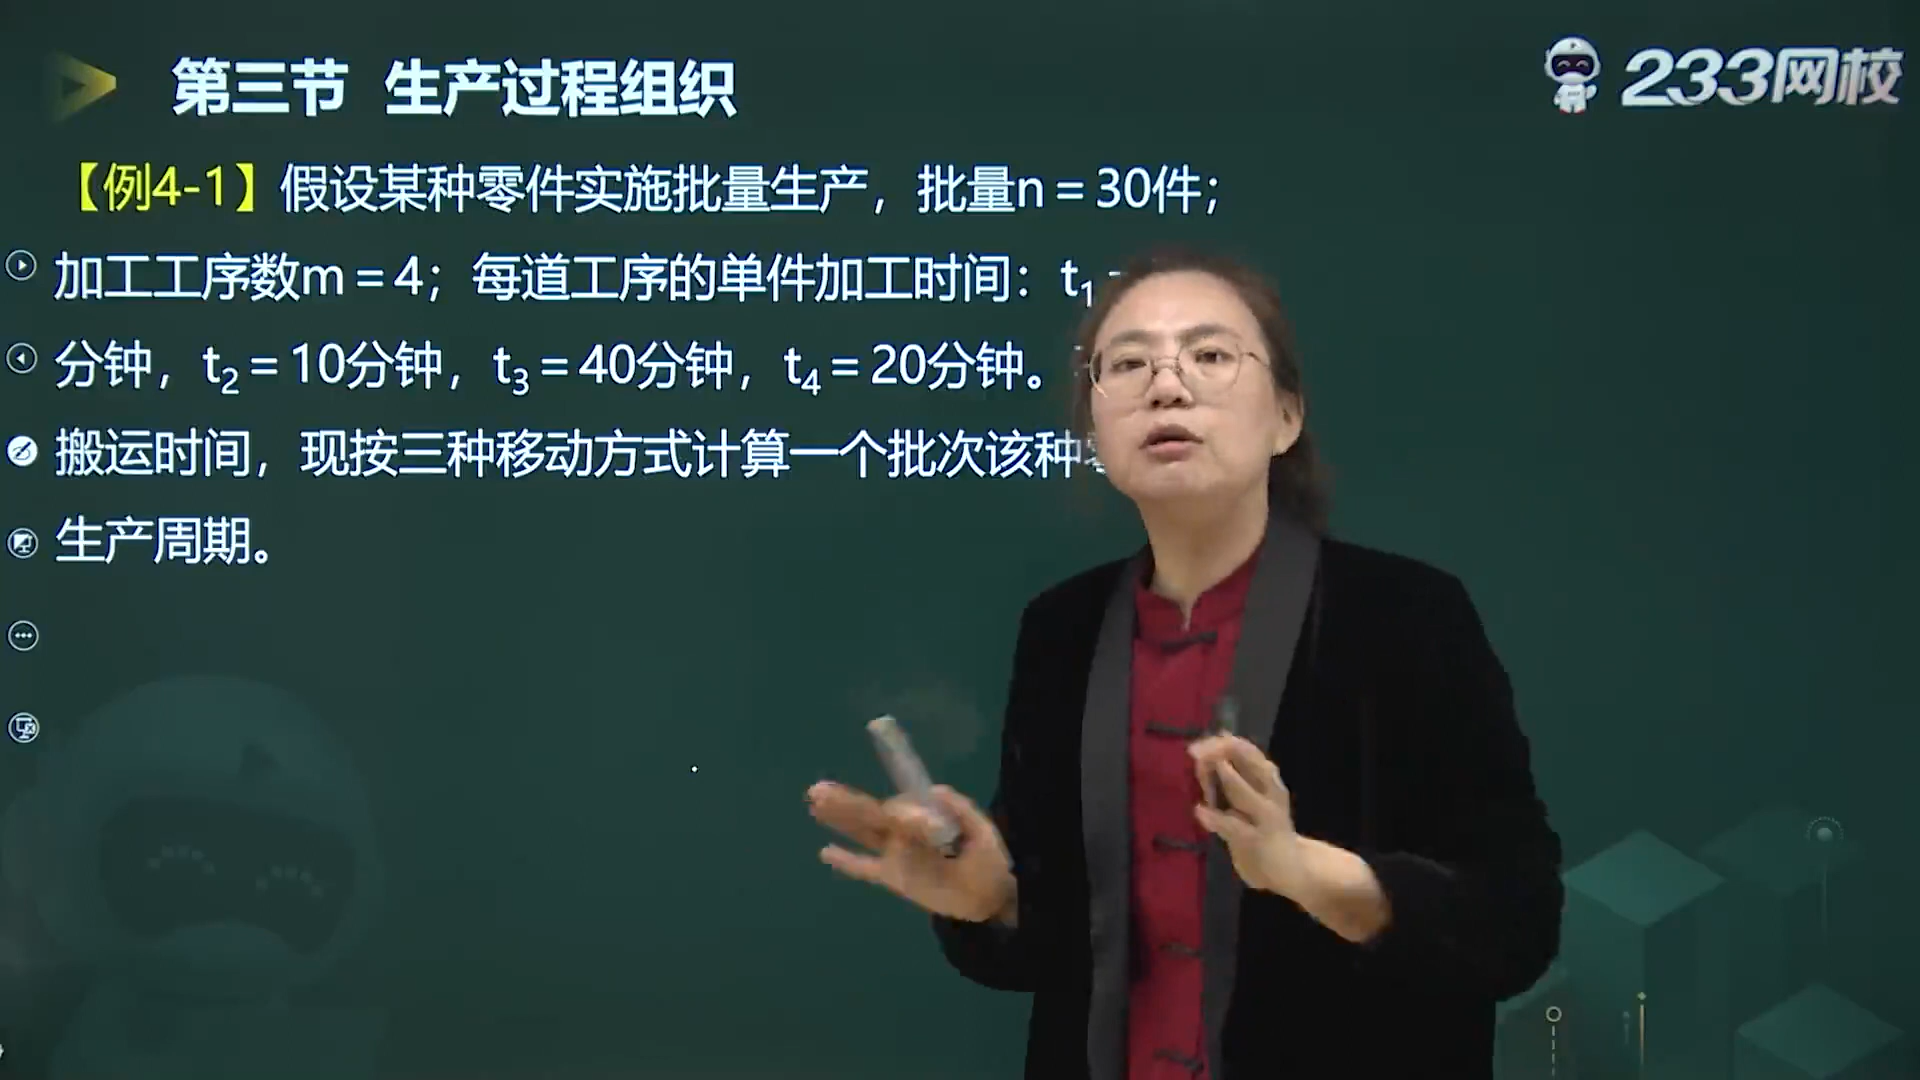 第三节 生产过程组织
233网校
【例4-1】假设某种零件实施批量生产，批量n＝30件；
加工工序数m＝4；每道工序的单件加工时间：t₁
分钟，t₂＝10分钟，t₃＝40分钟，t₄＝20分钟。
搬运时间，现按三种移动方式计算一个批次该种
生产周期。